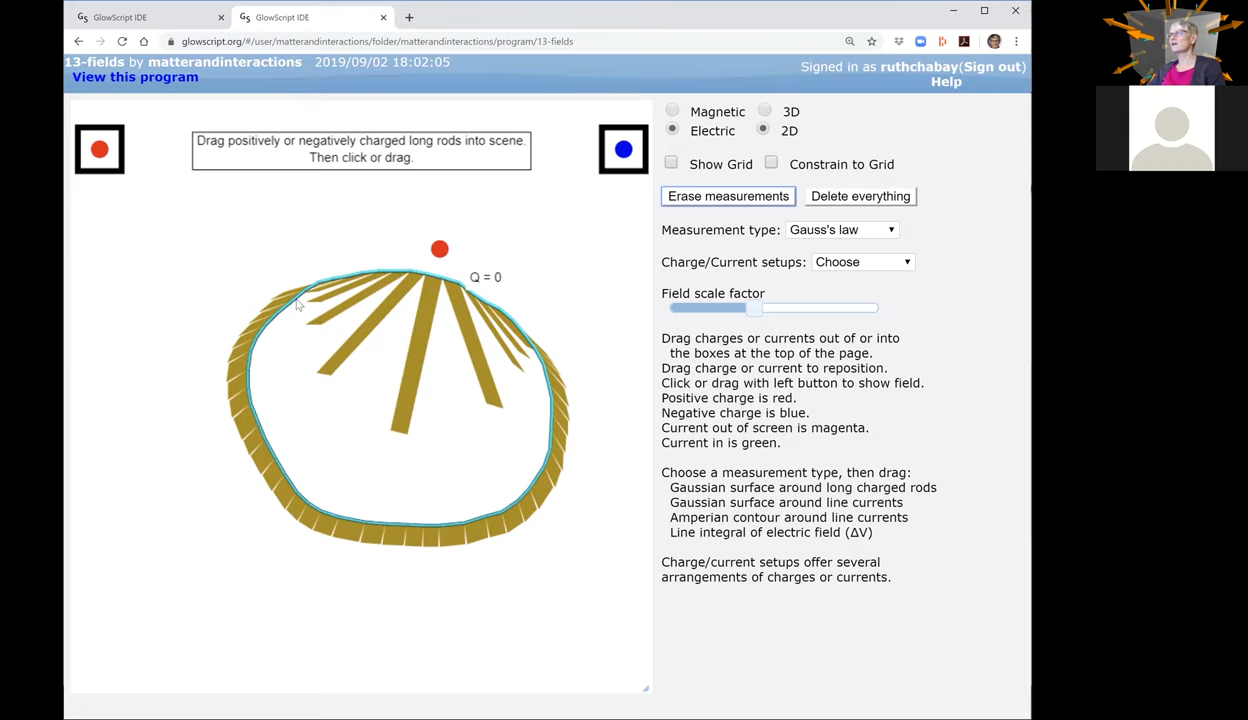 GlowScript IDE
GlowScript IDE
glowscript.org/#/user/matterandinteractions/folder/matterandinteractions/program/13-fields
13-fields by matterandinteractions 2019/09/02 18:02:05
View this program
Signed in as ruthchabay(Sign out)
Help
Drag positively or negatively charged long rods into scene.
Then click or drag.
Q = 0
Magnetic 3D
Electric 2D
Show Grid Constrain to Grid
Erase measurements Delete everything
Measurement type: Gauss's law
Charge/Current setups: Choose
Field scale factor
Drag charges or currents out of or into
the boxes at the top of the page.
Drag charge or current to reposition.
Click or drag with left button to show field.
Positive charge is red.
Negative charge is blue.
Current out of screen is magenta.
Current in is green.
Choose a measurement type, then drag:
Gaussian surface around long charged rods
Gaussian surface around line currents
Amperian contour around line currents
Line integral of electric field (ΔV)
Charge/current setups offer several
arrangements of charges or currents.